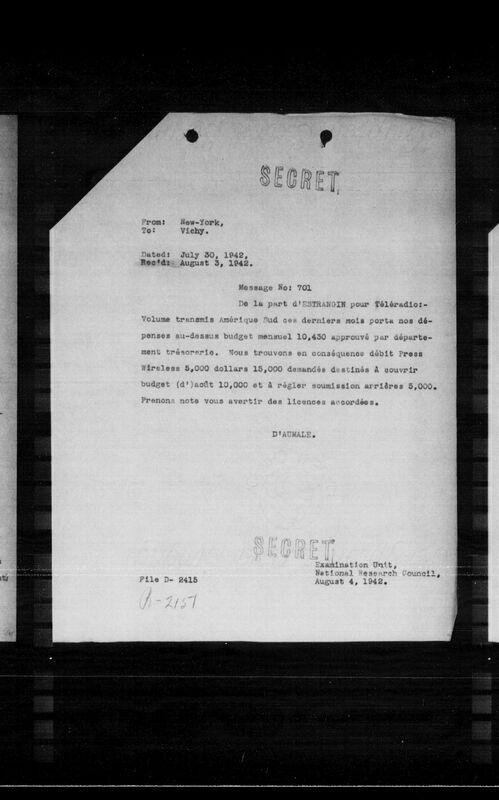 SECRET
From: New-York,
To: Vichy.
Dated: July 30, 1942,
Rec'd: August 3, 1942.
Message No: 701
De la part d'ESTRANGIN pour Téléradio:-
Volume transmis Amérique Sud ces derniers mois porta nos dé-
penses au-dessus budget mensuel 10,430 approuvé par départe-
ment trésorerie. Nous trouvons en conséquence débit Press
Wireless 5,000 dollars 15,000 demandés destinés à couvrir
budget (d')août 10,000 et à régler soumission arriérés 5,000.
Prenons note vous avertir des licences accordées.
D'AUMALE.
SECRET
Examination Unit,
National Research Council,
August 4, 1942.
File D- 2415
R-2157